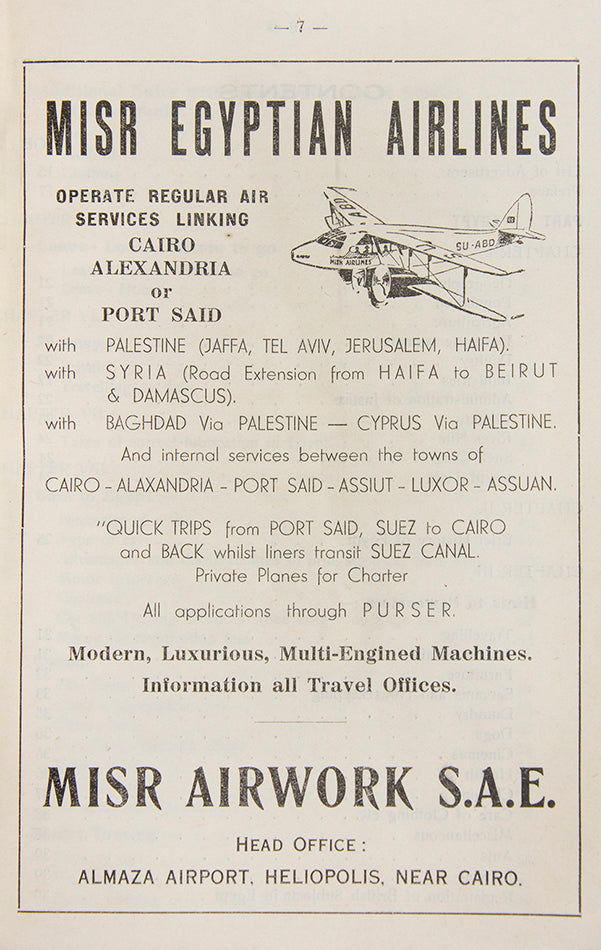 — 7 —
MISR EGYPTIAN AIRLINES
OPERATE REGULAR AIR
SERVICES LINKING
CAIRO
ALEXANDRIA
or
PORT SAID
SU-ABD
MISR AIRLINES
with PALESTINE (JAFFA, TEL AVIV, JERUSALEM, HAIFA).
with SYRIA (Road Extension from HAIFA to BEIRUT
& DAMASCUS).
with BAGHDAD Via PALESTINE — CYPRUS Via PALESTINE.
And internal services between the towns of
CAIRO - ALAXANDRIA - PORT SAID - ASSIUT - LUXOR - ASSUAN.
"QUICK TRIPS from PORT SAID, SUEZ to CAIRO
and BACK whilst liners transit SUEZ CANAL.
Private Planes for Charter
All applications through PURSER.
Modern, Luxurious, Multi-Engined Machines.
Information all Travel Offices.
MISR AIRWORK S.A.E.
HEAD OFFICE :
ALMAZA AIRPORT, HELIOPOLIS, NEAR CAIRO.